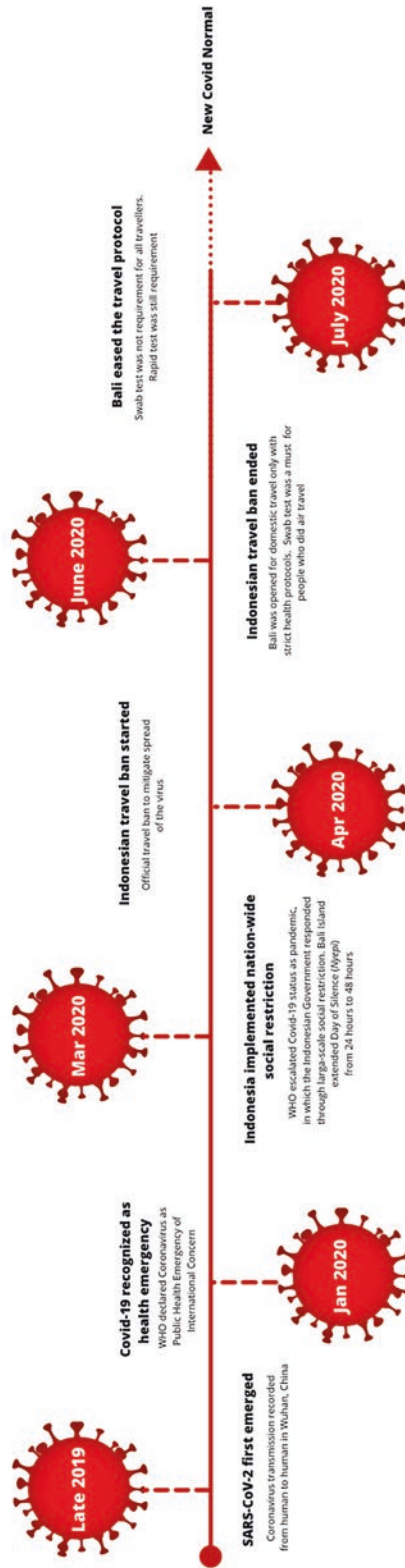 Late 2019
SARS-CoV-2 first emerged
Coronavirus transmission recorded
from human to human in Wuhan, China
Covid-19 recognized as
health emergency
WHO declared Coronavirus as
Public Health Emergency of
International Concern
Jan 2020
Mar 2020
Indonesia implemented nation-wide
social restriction
WHO escalated Covid-19 status as pandemic,
in which the Indonesian Government responded
through larga-scale social restriction. Bali Island
extended Day of Silence (Nyepi)
from 24 hours to 48 hours
Indonesian travel ban started
Official travel ban to mitigate spread
of the virus
Apr 2020
June 2020
Indonesian travel ban ended
Bali was opened for domestic travel only with
strict health protocols. Swab test was a must for
people who did air travel
Bali eased the travel protocol
Swab test was not requirement for all travellers.
Rapid test was still requirement
July 2020
New Covid Normal